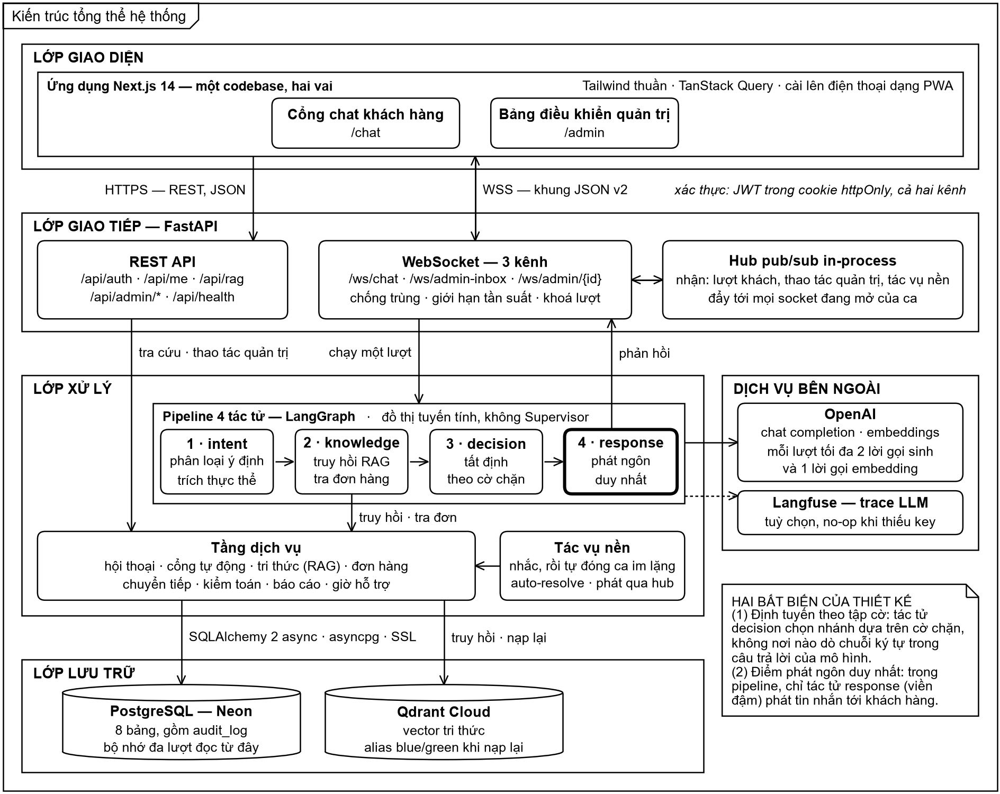 Kiến trúc tổng thể hệ thống
LỚP GIAO DIỆN
Ứng dụng Next.js 14 — một codebase, hai vai
Tailwind thuần · TanStack Query · cài lên điện thoại dạng PWA
Cổng chat khách hàng
/chat
Bảng điều khiển quản trị
/admin
HTTPS — REST, JSON
WSS — khung JSON v2
xác thực: JWT trong cookie httpOnly, cả hai kênh
LỚP GIAO TIẾP — FastAPI
REST API
/api/auth · /api/me · /api/rag
/api/admin/* · /api/health
WebSocket — 3 kênh
/ws/chat · /ws/admin-inbox · /ws/admin/{id}
chống trùng · giới hạn tần suất · khoá lượt
Hub pub/sub in-process
nhận: lượt khách, thao tác quản trị, tác vụ nền
đẩy tới mọi socket đang mở của ca
tra cứu · thao tác quản trị
chạy một lượt
phản hồi
LỚP XỬ LÝ
Pipeline 4 tác tử — LangGraph · đồ thị tuyến tính, không Supervisor
1 · intent
phân loại ý định
trích thực thể
2 · knowledge
truy hồi RAG
tra đơn hàng
3 · decision
tất định
theo cờ chặn
4 · response
phát ngôn
duy nhất
truy hồi · tra đơn
Tầng dịch vụ
hội thoại · cổng tự động · tri thức (RAG) · đơn hàng
chuyển tiếp · kiểm toán · báo cáo · giờ hỗ trợ
Tác vụ nền
nhắc, rồi tự đóng ca im lặng
auto-resolve · phát qua hub
DỊCH VỤ BÊN NGOÀI
OpenAI
chat completion · embeddings
mỗi lượt tối đa 2 lời gọi sinh
và 1 lời gọi embedding
Langfuse — trace LLM
tuỳ chọn, no-op khi thiếu key
HAI BẤT BIẾN CỦA THIẾT KẾ
(1) Định tuyến theo tập cờ: tác tử
decision chọn nhánh dựa trên cờ chặn,
không nơi nào dò chuỗi ký tự trong
câu trả lời của mô hình.
(2) Điểm phát ngôn duy nhất: trong
pipeline, chỉ tác tử response (viền
đậm) phát tin nhắn tới khách hàng.
SQLAlchemy 2 async · asyncpg · SSL
truy hồi · nạp lại
LỚP LƯU TRỮ
PostgreSQL — Neon
8 bảng, gồm audit_log
bộ nhớ đa lượt đọc từ đây
Qdrant Cloud
vector tri thức
alias blue/green khi nạp lại